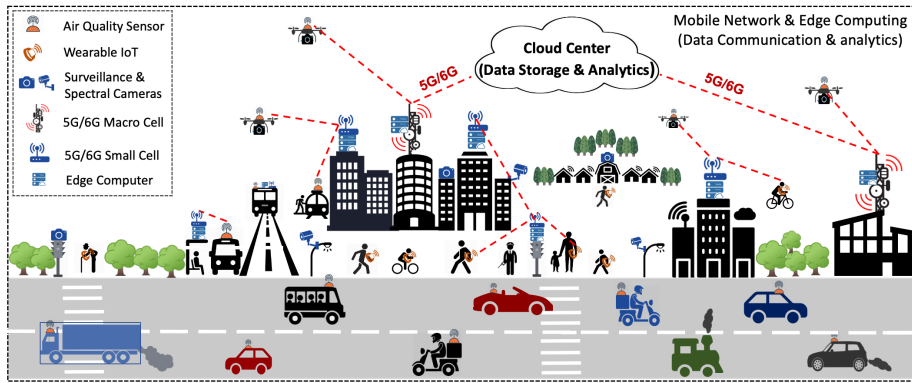 Air Quality Sensor
Wearable IoT
Surveillance &
Spectral Cameras
5G/6G Macro Cell
5G/6G Small Cell
Edge Computer
Cloud Center
(Data Storage & Analytics)
5G/6G
5G/6G
Mobile Network & Edge Computing
(Data Communication & analytics)